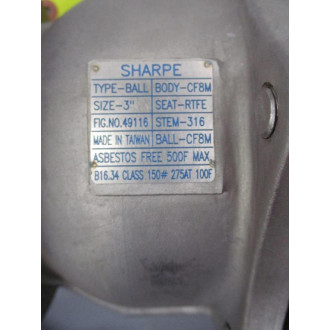 SHARPE
TYPE-BALL BODY-CF8M
SIZE-3" SEAT-RTFE
FIG.NO.49116 STEM-316
MADE IN TAIWAN BALL-CF8M
ASBESTOS FREE 500F MAX.
B16.34 CLASS 150# 275AT 100F